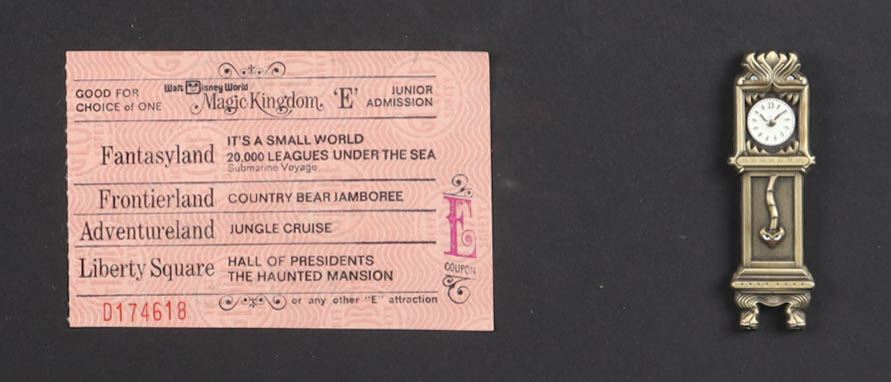 GOOD FOR
CHOICE of ONE
Walt Disney World
Magic Kingdom
'E'
JUNIOR
ADMISSION
Fantasyland
IT'S A SMALL WORLD
20,000 LEAGUES UNDER THE SEA
Submarine Voyage
Frontierland COUNTRY BEAR JAMBOREE
Adventureland JUNGLE CRUISE
Liberty Square
HALL OF PRESIDENTS
THE HAUNTED MANSION
E
COUPON
or any other "E" attraction
D174618
13